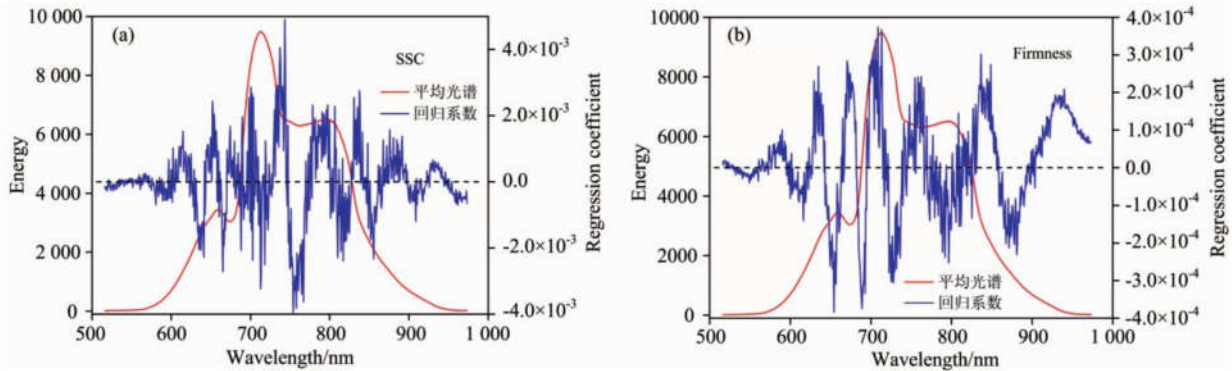 (a)
SSC
平均光谱
回归系数
10 000
8 000
6 000
4 000
2 000
0
Energy
4.0×10⁻³
2.0×10⁻³
0.0
-2.0×10⁻³
-4.0×10⁻³
Regression coefficient
500 600 700 800 900 1 000
Wavelength/nm
(b)
Firmness
平均光谱
回归系数
10000
8000
6000
4000
2000
0
Energy
4.0×10⁻⁴
3.0×10⁻⁴
2.0×10⁻⁴
1.0×10⁻⁴
0.0
-1.0×10⁻⁴
-2.0×10⁻⁴
-3.0×10⁻⁴
-4.0×10⁻⁴
Regression coefficient
500 600 700 800 900 1 000
Wavelength/nm